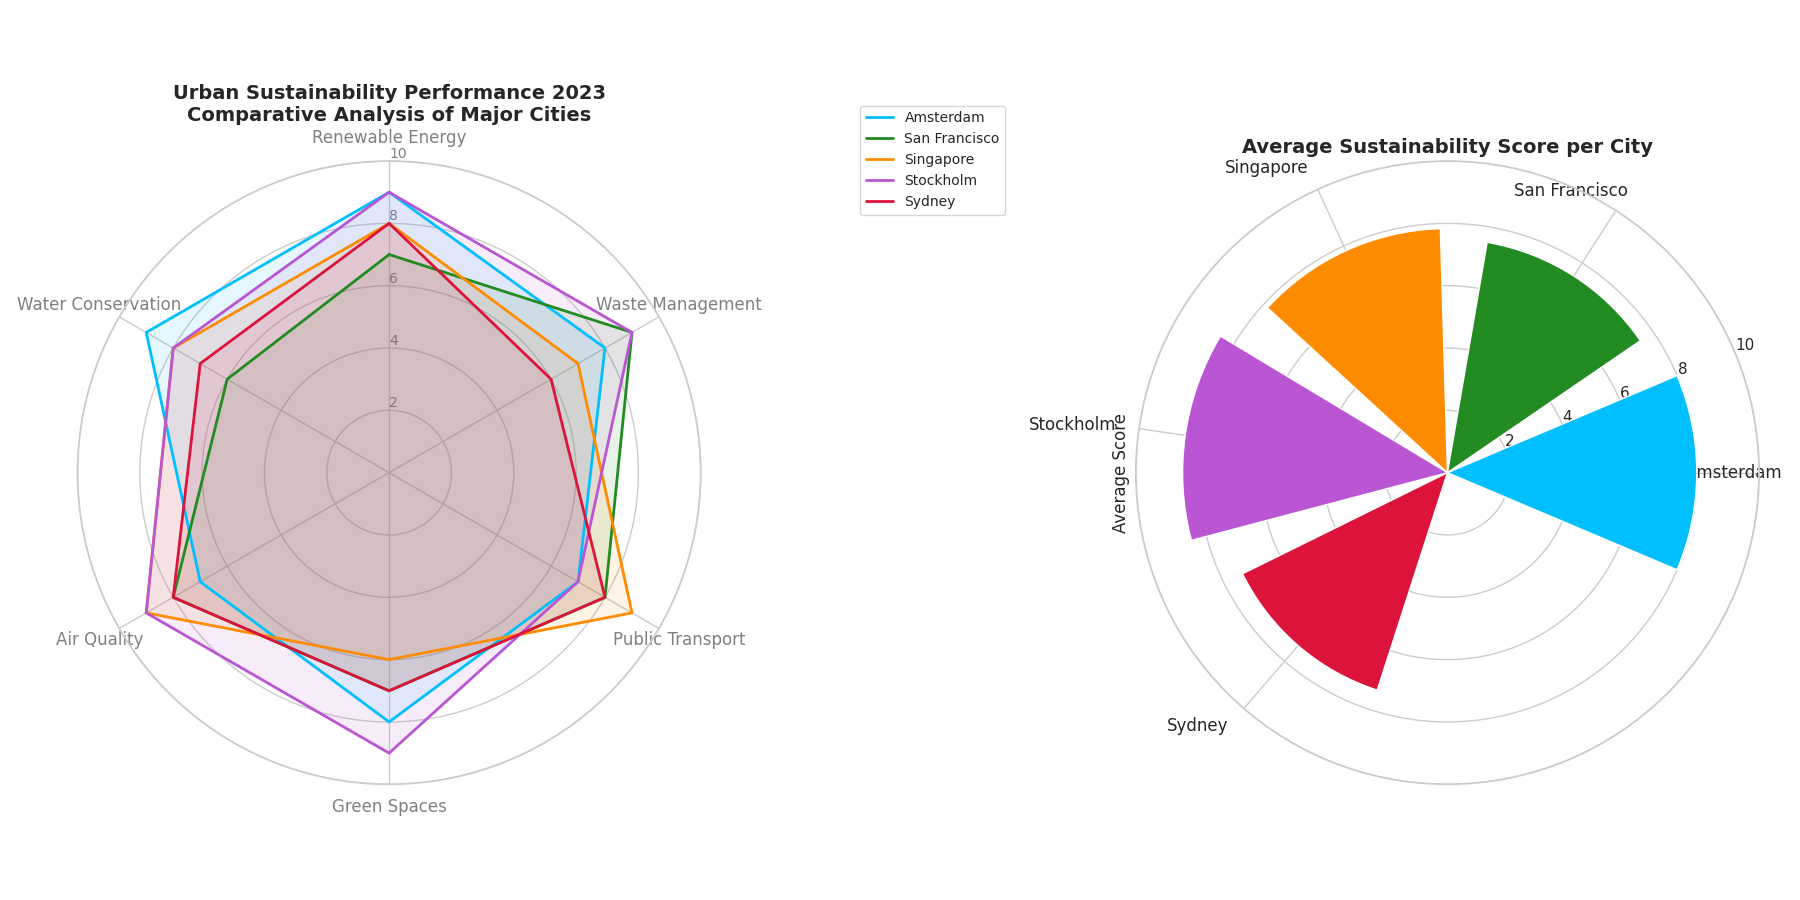 Urban Sustainability Performance 2023
Comparative Analysis of Major Cities
Renewable Energy
10
8
6
4
2
Water Conservation
Waste Management
Air Quality
Public Transport
Green Spaces
Amsterdam
San Francisco
Singapore
Stockholm
Sydney
Average Sustainability Score per City
Singapore
San Francisco
10
8
6
4
2
Stockholm
Average Score
msterdam
Sydney